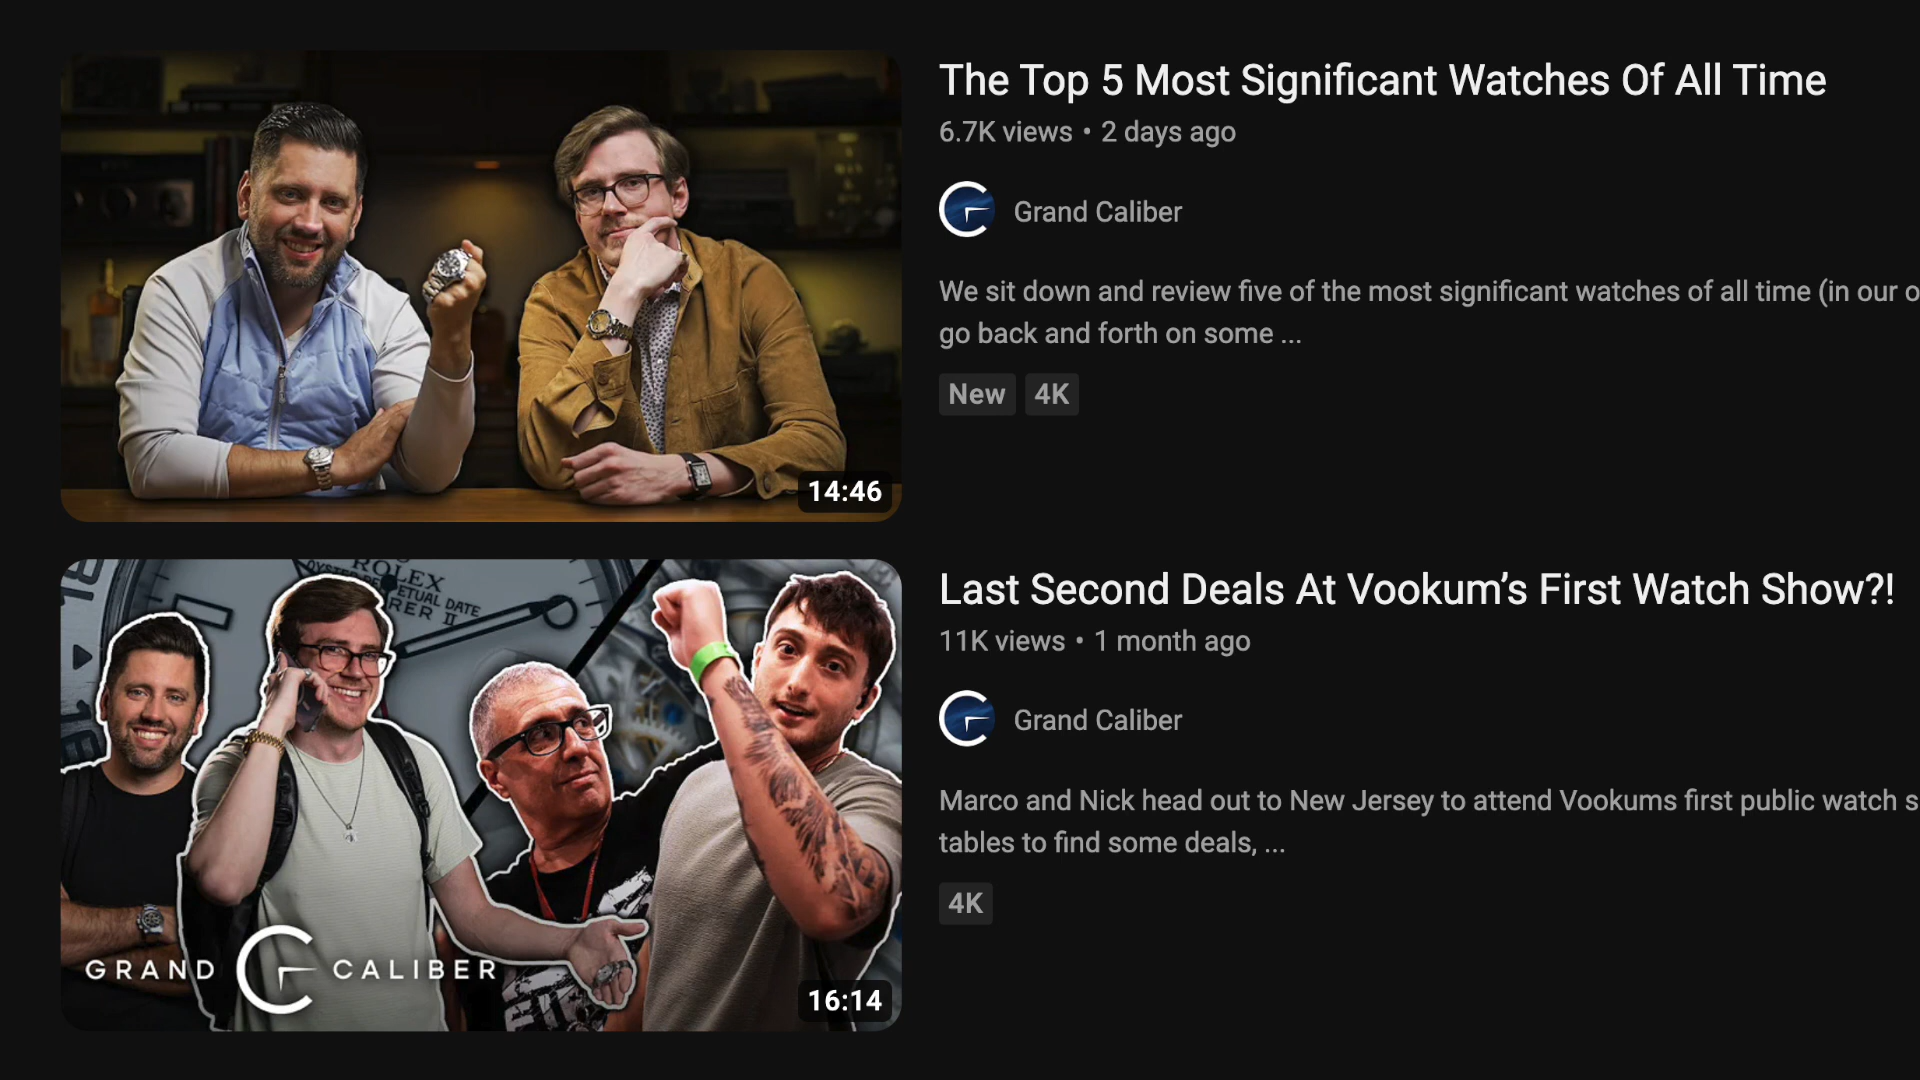 The Top 5 Most Significant Watches Of All Time
6.7K views • 2 days ago
Grand Caliber
We sit down and review five of the most significant watches of all time (in our o
go back and forth on some ...
New 4K
14:46
ROLEX
PETUAL DATE
RER II
GRAND CALIBER
16:14
Last Second Deals At Vookum’s First Watch Show?!
11K views • 1 month ago
Grand Caliber
Marco and Nick head out to New Jersey to attend Vookums first public watch s
tables to find some deals, ...
4K